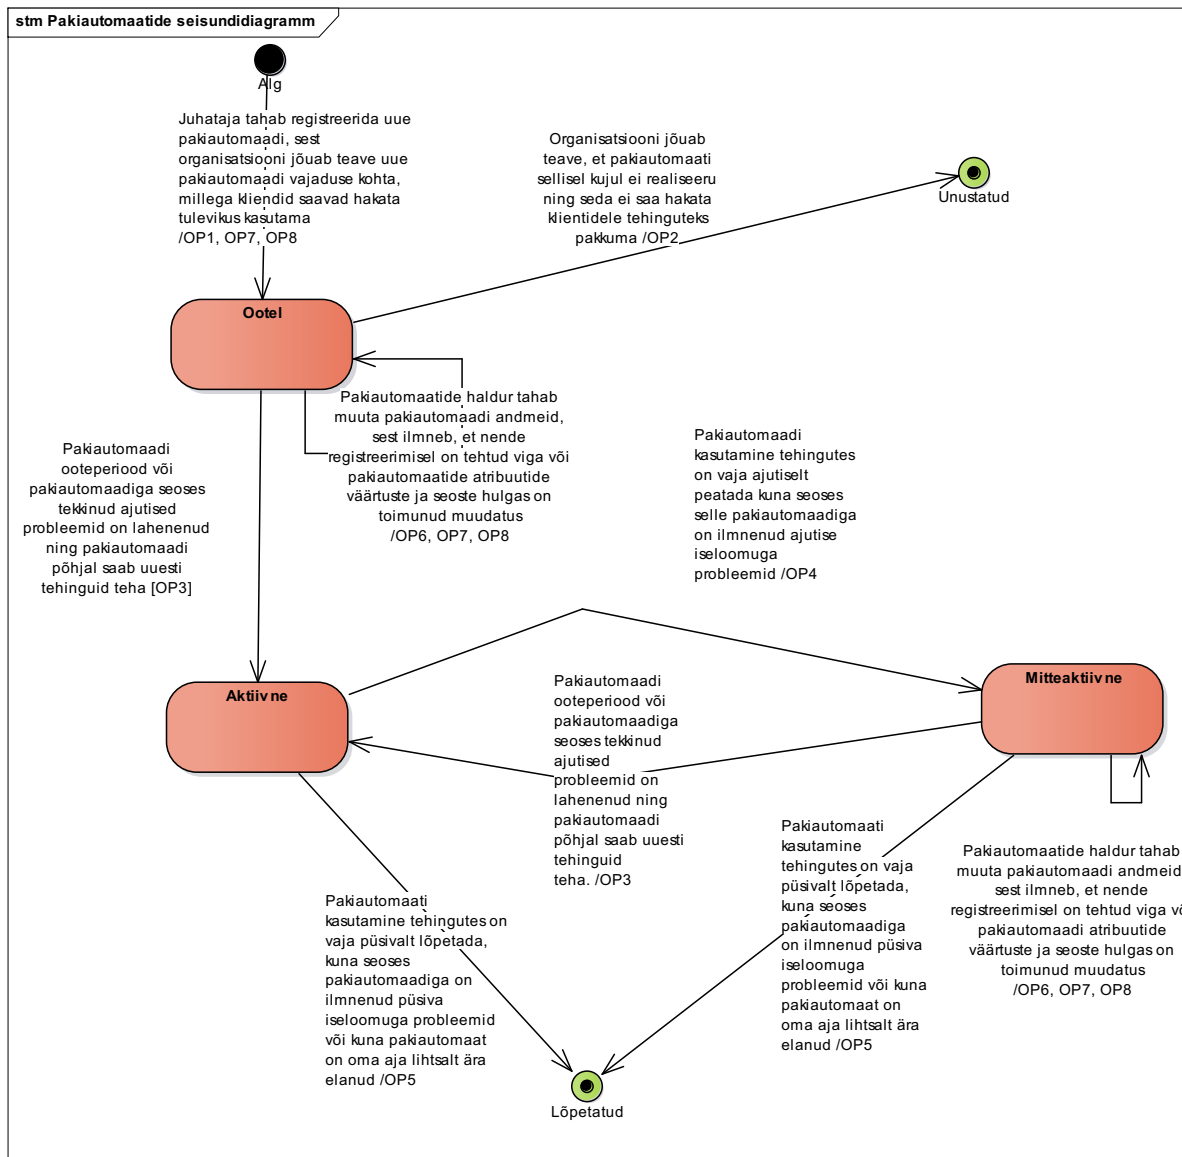 stm Pakiautomaatide seisundidiagramm
Alg
Juhataja tahab registreerida uue
pakiautomaadi, sest
organisatsiooni jõuab teave uue
pakiautomaadi vajaduse kohta,
millega kliendid saavad hakata
tulevikus kasutama
/OP1, OP7, OP8
Organisatsiooni jõuab
teave, et pakiautomaati
sellisel kujul ei realiseeru
ning seda ei saa hakata
klientidele tehinguteks
pakkuma /OP2
Unustatud
Ootel
Pakiautomaatide haldur tahab
muuta pakiautomaadi andmeid,
sest ilmneb, et nende
registreerimisel on tehtud viga või
pakiautomaatide atribuutide
väärtuste ja seoste hulgas on
toimunud muudatus
/OP6, OP7, OP8
Pakiautomaadi
ooteperiood või
pakiautomaadiga seoses
tekkinud ajutised
probleemid on lahenenud
ning pakiautomaadi
põhjal saab uuesti
tehinguid teha [OP3]
Pakiautomaadi
kasutamine tehingutes
on vaja ajutiselt
peatada kuna seoses
selle pakiautomaadiga
on ilmnenud ajutise
iseloomuga
probleemid /OP4
Aktiivne
Mitteaktiivne
Pakiautomaadi
ooteperiood või
pakiautomaadiga
seoses tekkinud
ajutised
probleemid on
lahenenud ning
pakiautomaadi
põhjal saab uuesti
tehinguid
teha. /OP3
Pakiautomaati
kasutamine tehingutes on
vaja püsivalt lõpetada,
kuna seoses
pakiautomaadiga on
ilmnenud püsiva
iseloomuga probleemid
või kuna pakiautomaat
on oma aja lihtsalt ära
elanud /OP5
Pakiautomaati
kasutamine
tehingutes on vaja
püsivalt lõpetada,
kuna seoses
pakiautomaadiga
on ilmnenud püsiva
iseloomuga
probleemid või kuna
pakiautomaat on
oma aja lihtsalt ära
elanud /OP5
Pakiautomaatide haldur tahab
muuta pakiautomaadi andmeid
sest ilmneb, et nende
registreerimisel on tehtud viga
pakiautomaadi atribuutide
väärtuste ja seoste hulgas on
toimunud muudatus
/OP6, OP7, OP8
Lõpetatud